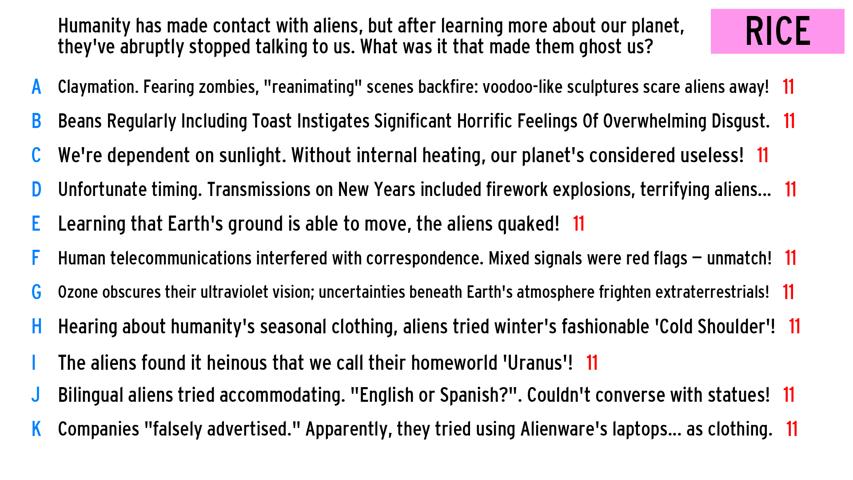 Humanity has made contact with aliens, but after learning more about our planet,
they've abruptly stopped talking to us. What was it that made them ghost us?
RICE
A Claymation. Fearing zombies, "reanimating" scenes backfire: voodoo-like sculptures scare aliens away! 11
B Beans Regularly Including Toast Instigates Significant Horrific Feelings Of Overwhelming Disgust. 11
C We're dependent on sunlight. Without internal heating, our planet's considered useless! 11
D Unfortunate timing. Transmissions on New Years included firework explosions, terrifying aliens... 11
E Learning that Earth's ground is able to move, the aliens quaked! 11
F Human telecommunications interfered with correspondence. Mixed signals were red flags – unmatch! 11
G Ozone obscures their ultraviolet vision; uncertainties beneath Earth's atmosphere frighten extraterrestrials! 11
H Hearing about humanity's seasonal clothing, aliens tried winter's fashionable 'Cold Shoulder'! 11
I The aliens found it heinous that we call their homeworld 'Uranus'! 11
J Bilingual aliens tried accommodating. "English or Spanish?". Couldn't converse with statues! 11
K Companies "falsely advertised." Apparently, they tried using Alienware's laptops... as clothing. 11